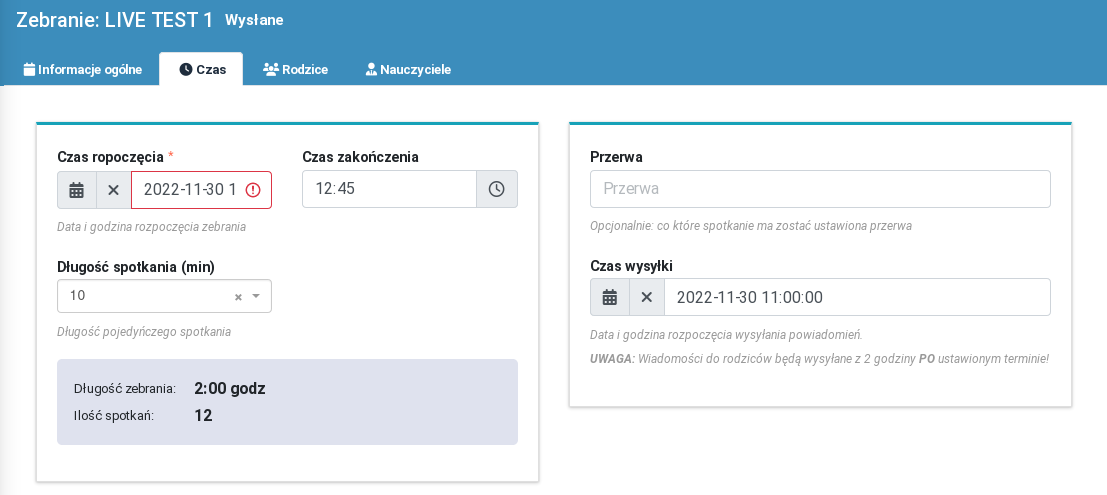 Zebranie: LIVE TEST 1 Wysłane
Informacje ogólne Czas Rodzice Nauczyciele
Czas ropoczęcia *
2022-11-30 1
Data i godzina rozpoczęcia zebrania
Czas zakończenia
12:45
Długość spotkania (min)
10
Długość pojedyńczego spotkania
Długość zebrania: 2:00 godz
Ilość spotkań: 12
Przerwa
Przerwa
Opcjonalnie: co które spotkanie ma zostać ustawiona przerwa
Czas wysyłki
2022-11-30 11:00:00
Data i godzina rozpoczęcia wysyłania powiadomień.
UWAGA: Wiadomości do rodziców będą wysyłane z 2 godziny PO ustawionym terminie!